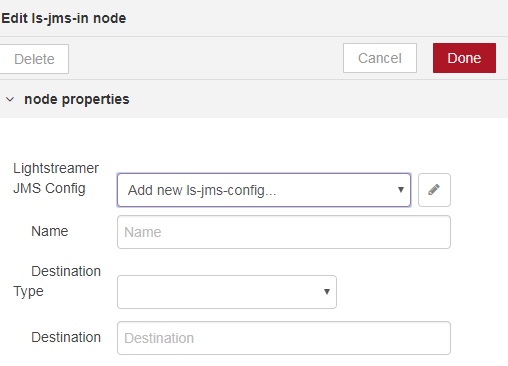 Edit ls-jms-in node
Delete
Cancel
Done
node properties
Lightstreamer
JMS Config
Add new ls-jms-config...
Name
Name
Destination
Type
Destination
Destination